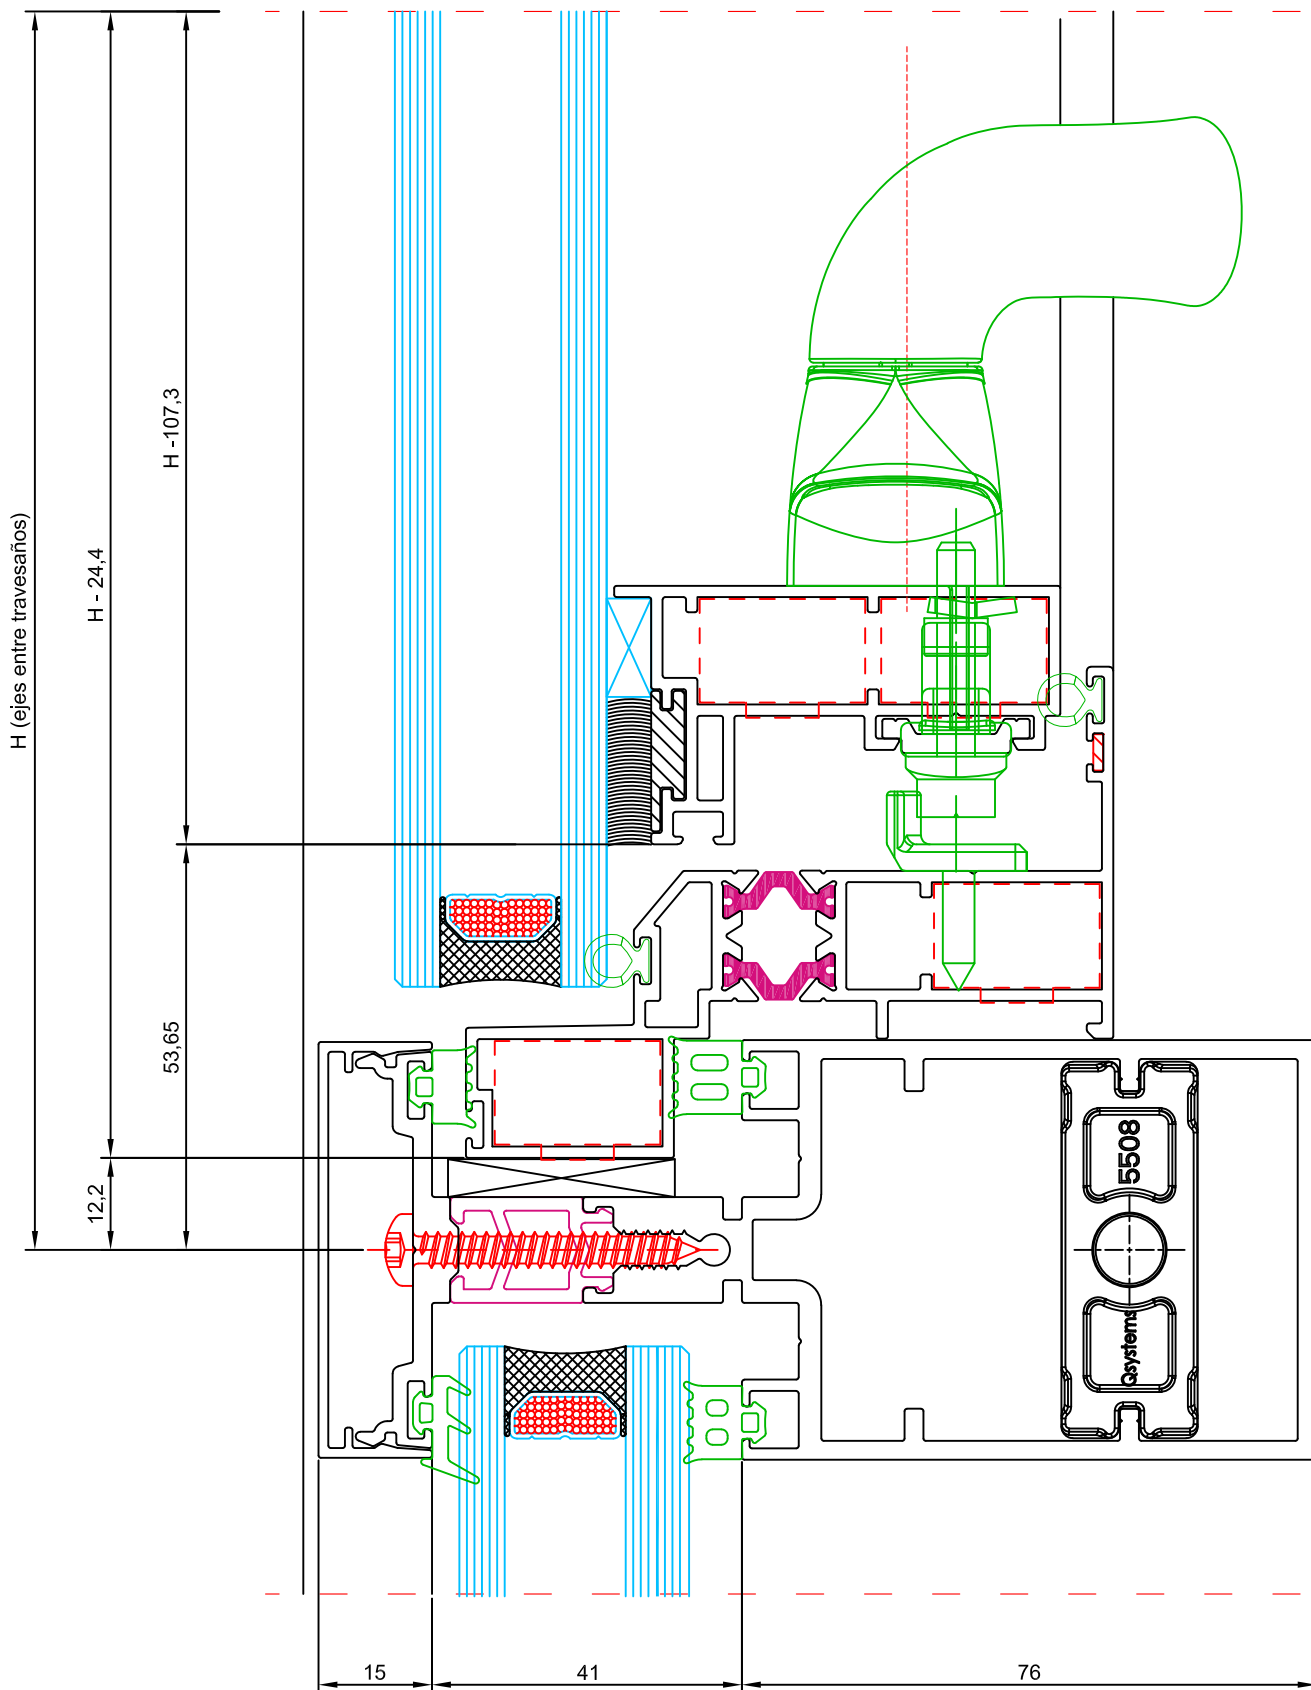 H (ejes entre travesaños)
H - 24,4
H -107,3
53,65
12,2
5508
Qsystems
15
41
76